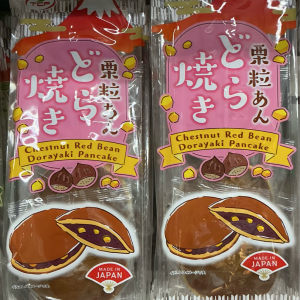 栗粒あん
どら
焼き
Chestnut Red Bean
Dorayaki Pancake
MADE IN
JAPAN
栗粒あん
どら
焼き
Chestnut Red Bean
Dorayaki Pancake
MADE IN
JAPAN